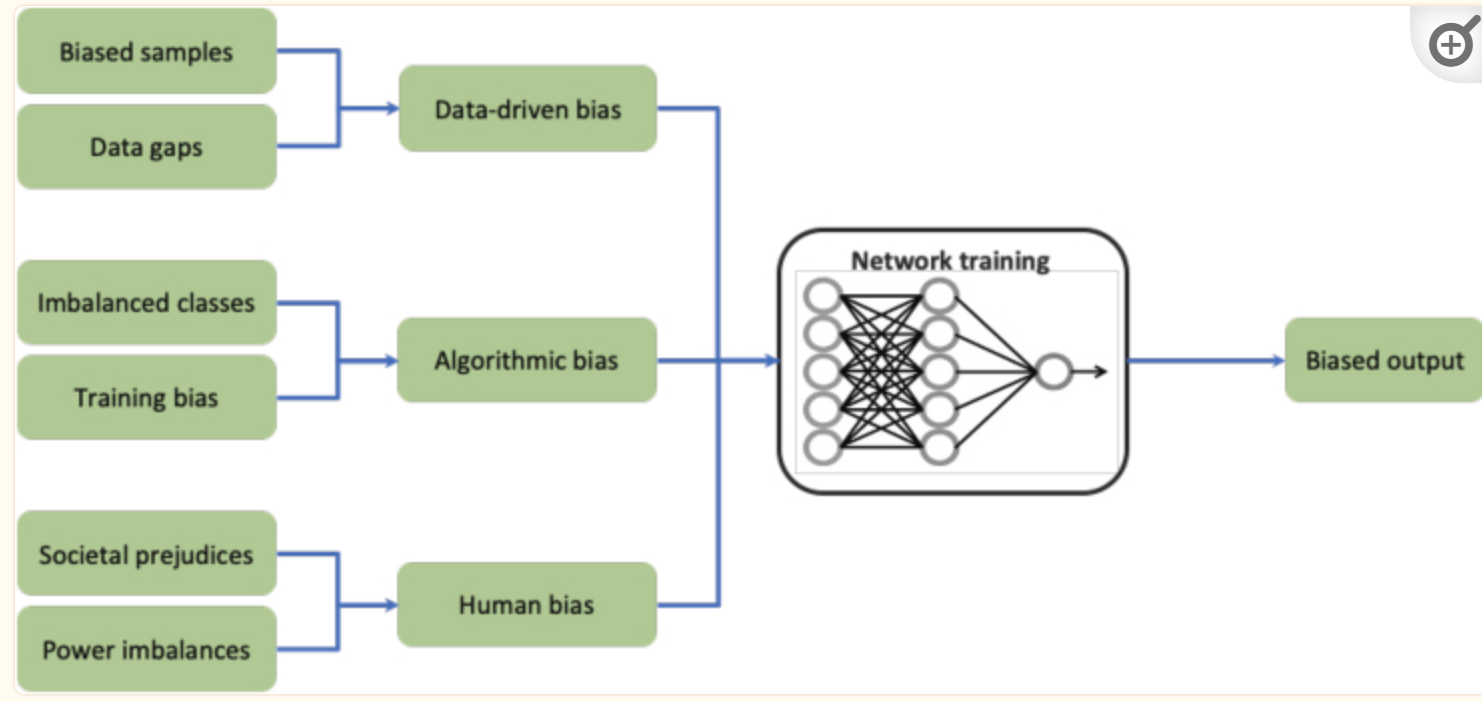 Biased samples
Data gaps
Data-driven bias
Imbalanced classes
Training bias
Algorithmic bias
Societal prejudices
Power imbalances
Human bias
Network training
Biased output